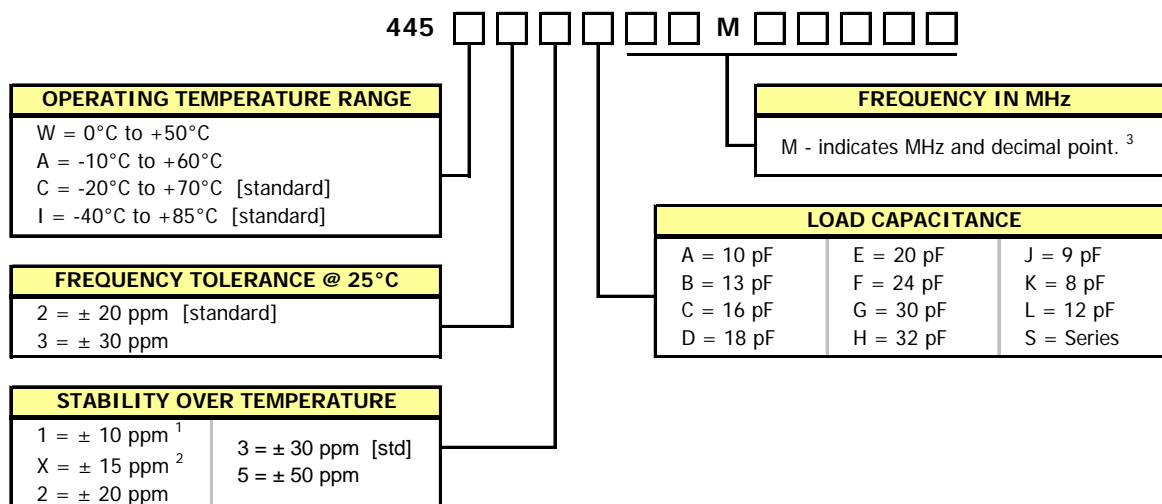 445 M
OPERATING TEMPERATURE RANGE
W = 0°C to +50°C
A = -10°C to +60°C
C = -20°C to +70°C [standard]
I = -40°C to +85°C [standard]
FREQUENCY TOLERANCE @ 25°C
2 = ± 20 ppm [standard]
3 = ± 30 ppm
STABILITY OVER TEMPERATURE
1 = ± 10 ppm 1
X = ± 15 ppm 2
2 = ± 20 ppm
3 = ± 30 ppm [std]
5 = ± 50 ppm
FREQUENCY IN MHz
M - indicates MHz and decimal point. 3
LOAD CAPACITANCE
A = 10 pF
B = 13 pF
C = 16 pF
D = 18 pF
E = 20 pF
F = 24 pF
G = 30 pF
H = 32 pF
J = 9 pF
K = 8 pF
L = 12 pF
S = Series